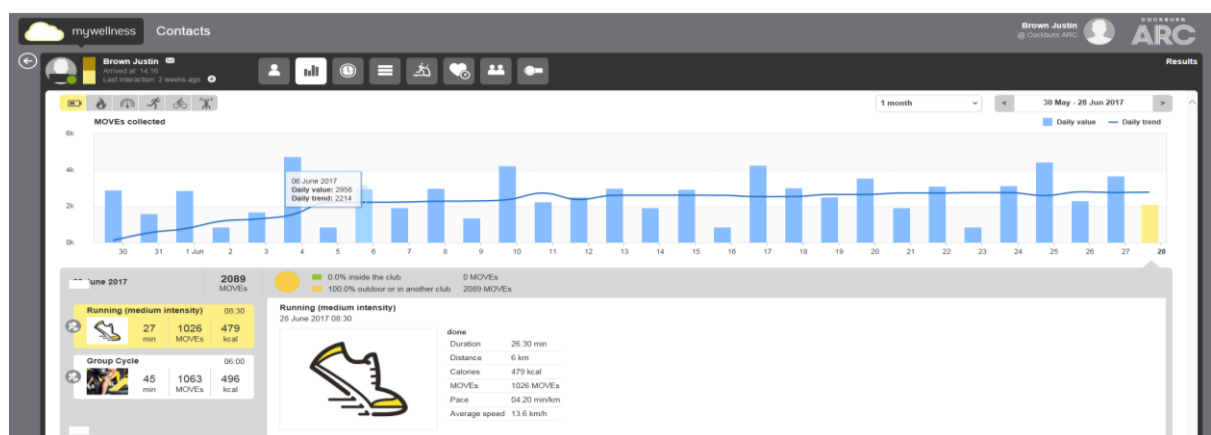 mywellness
Contacts
Brown Justin
@ Cockburn ARC
COCKBURN
ARC
Brown Justin
Arrived at: 14:16
Last interaction: 2 weeks ago
Results
1 month
<
30 May - 28 Jun 2017
>
MOVEs collected
Daily value
Daily trend
6k
4k
2k
0k
06 June 2017
Daily value: 2956
Daily trend: 2214
30 31 1 Jun 2 3 4 5 6 7 8 9 10 11 12 13 14 15 16 17 18 19 20 21 22 23 24 25 26 27 28
June 2017
2089
MOVEs
0.0% inside the club 0 MOVEs
100.0% outdoor or in another club 2089 MOVEs
Running (medium intensity) 08:30
27 1026 479
min MOVEs kcal
Group Cycle 06:00
45 1063 496
min MOVEs kcal
Running (medium intensity)
28 June 2017 08:30
done
Duration 26:30 min
Distance 6 km
Calories 479 kcal
MOVEs 1026 MOVEs
Pace 04:20 min/km
Average speed 13.6 km/h